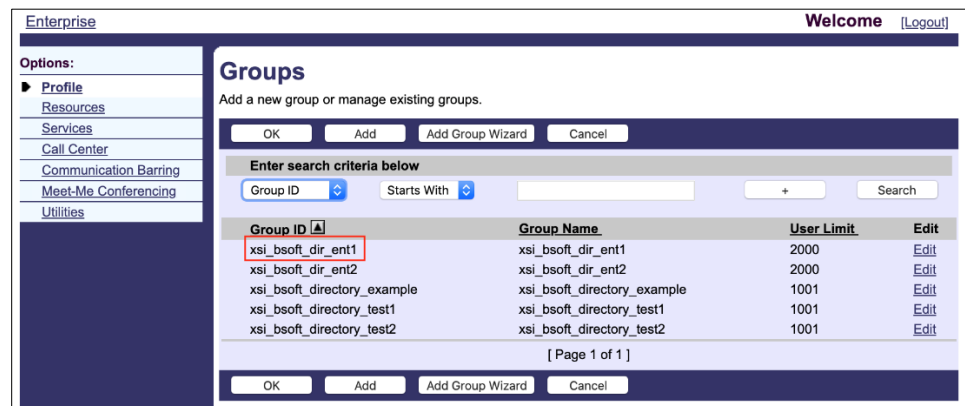 Enterprise Welcome [Logout]
Options:
Profile
Resources
Services
Call Center
Communication Barring
Meet-Me Conferencing
Utilities
Groups
Add a new group or manage existing groups.
OK Add Add Group Wizard Cancel
Enter search criteria below
Group ID Starts With + Search
Group ID Group Name User Limit Edit
xsi_bsoft_dir_ent1 xsi_bsoft_dir_ent1 2000 Edit
xsi_bsoft_dir_ent2 xsi_bsoft_dir_ent2 2000 Edit
xsi_bsoft_directory_example xsi_bsoft_directory_example 1001 Edit
xsi_bsoft_directory_test1 xsi_bsoft_directory_test1 1001 Edit
xsi_bsoft_directory_test2 xsi_bsoft_directory_test2 1001 Edit
[ Page 1 of 1 ]
OK Add Add Group Wizard Cancel